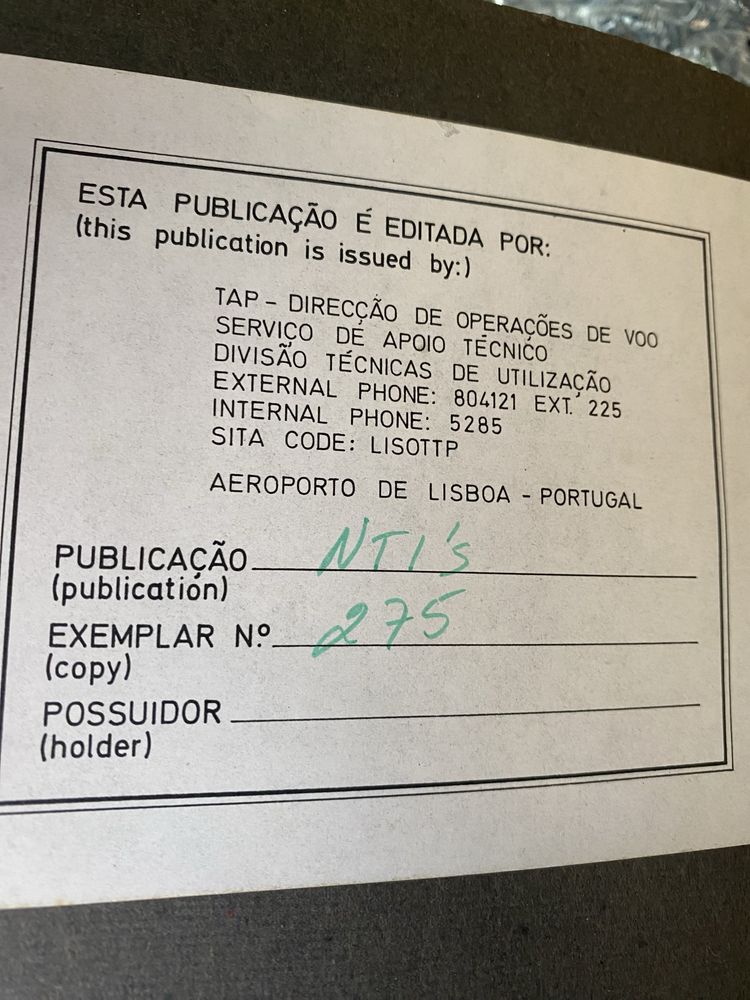 ESTA PUBLICAÇÃO É EDITADA POR:
(this publication is issued by:)
TAP - DIRECÇÃO DE OPERAÇÕES DE VOO
SERVIÇO DE APOIO TÉCNICO
DIVISÃO TÉCNICAS DE UTILIZAÇÃO
EXTERNAL PHONE: 804121 EXT. 225
INTERNAL PHONE: 5285
SITA CODE: LISOTTP
AEROPORTO DE LISBOA - PORTUGAL
PUBLICAÇÃO NTI's
(publication)
EXEMPLAR Nº 275
(copy)
POSSUIDOR
(holder)